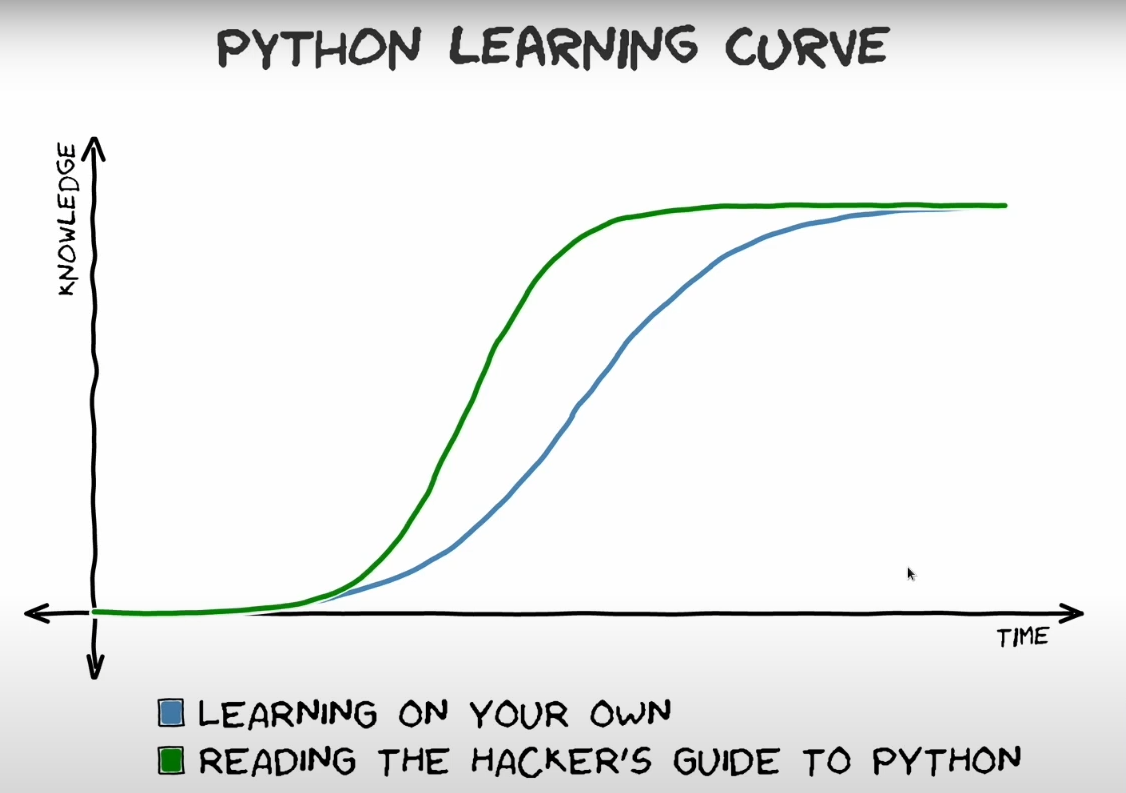 PYTHON LEARNING CURVE
KNOWLEDGE
TIME
LEARNING ON YOUR OWN
READING THE HACKER'S GUIDE TO PYTHON